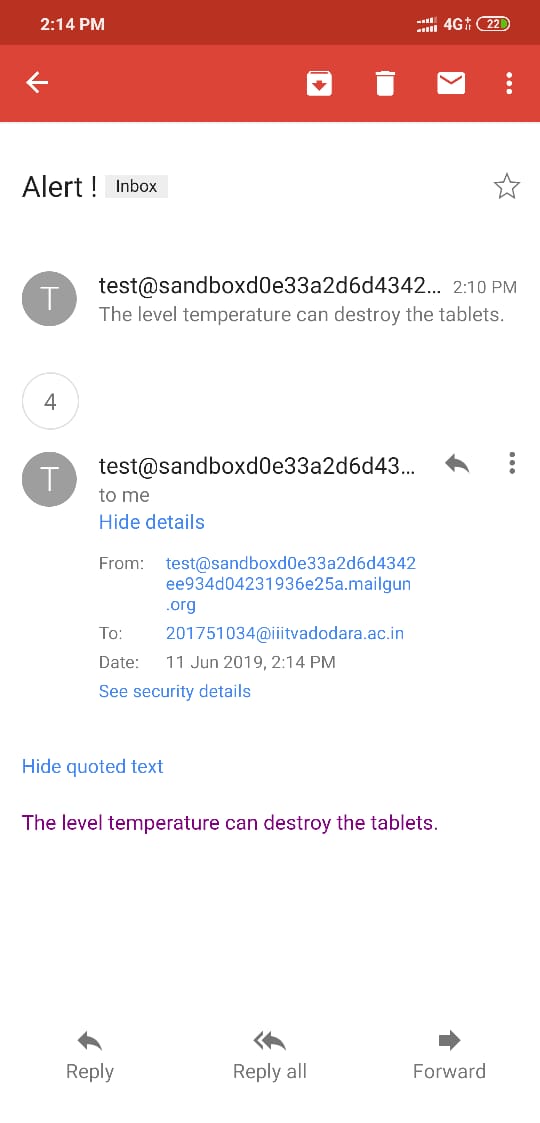 2:14 PM 4G 22
Alert ! Inbox
T
test@sandboxd0e33a2d6d4342... 2:10 PM
The level temperature can destroy the tablets.
4
T
test@sandboxd0e33a2d6d43...
to me
Hide details
From: test@sandboxd0e33a2d6d4342
ee934d04231936e25a.mailgun
.org
To: 201751034@iiitvadodara.ac.in
Date: 11 Jun 2019, 2:14 PM
See security details
Hide quoted text
The level temperature can destroy the tablets.
Reply Reply all Forward